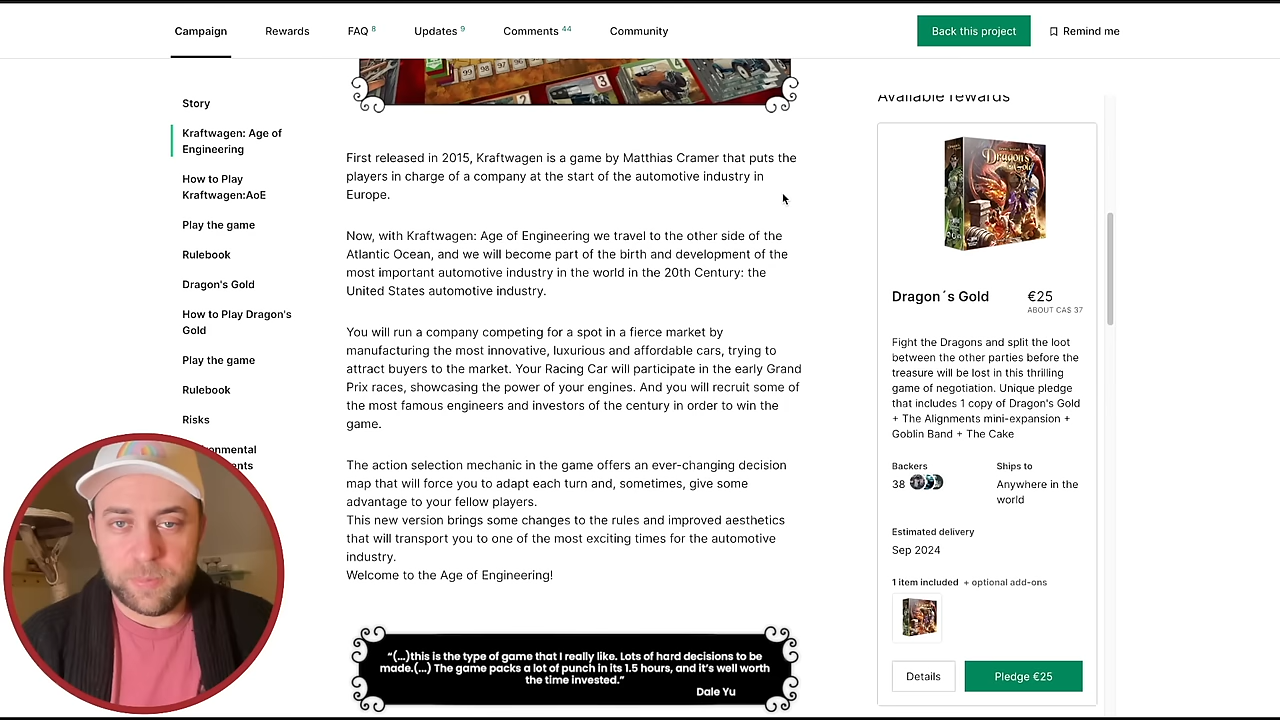 Campaign
Rewards
FAQ 8
Updates 9
Comments 44
Community
Back this project
Remind me
Story
Kraftwagen: Age of
Engineering
How to Play
Kraftwagen:AoE
Play the game
Rulebook
Dragon's Gold
How to Play Dragon's
Gold
Play the game
Rulebook
Risks
99 98 97 96 95
2
3
4
First released in 2015, Kraftwagen is a game by Matthias Cramer that puts the
players in charge of a company at the start of the automotive industry in
Europe.
Now, with Kraftwagen: Age of Engineering we travel to the other side of the
Atlantic Ocean, and we will become part of the birth and development of the
most important automotive industry in the world in the 20th Century: the
United States automotive industry.
You will run a company competing for a spot in a fierce market by
manufacturing the most innovative, luxurious and affordable cars, trying to
attract buyers to the market. Your Racing Car will participate in the early Grand
Prix races, showcasing the power of your engines. And you will recruit some of
the most famous engineers and investors of the century in order to win the
game.
The action selection mechanic in the game offers an ever-changing decision
map that will force you to adapt each turn and, sometimes, give some
advantage to your fellow players.
This new version brings some changes to the rules and improved aesthetics
that will transport you to one of the most exciting times for the automotive
industry.
Welcome to the Age of Engineering!
“(...)this is the type of game that I really like. Lots of hard decisions to be
made.(...) The game packs a lot of punch in its 1.5 hours, and it’s well worth
the time invested.”
Dale Yu
Available rewards
Dragon's Gold
Dragon´s Gold
€25
ABOUT CA$ 37
Fight the Dragons and split the loot
between the other parties before the
treasure will be lost in this thrilling
game of negotiation. Unique pledge
that includes 1 copy of Dragon's Gold
+ The Alignments mini-expansion +
Goblin Band + The Cake
Backers
38
Ships to
Anywhere in the
world
Estimated delivery
Sep 2024
1 item included + optional add-ons
Details
Pledge €25